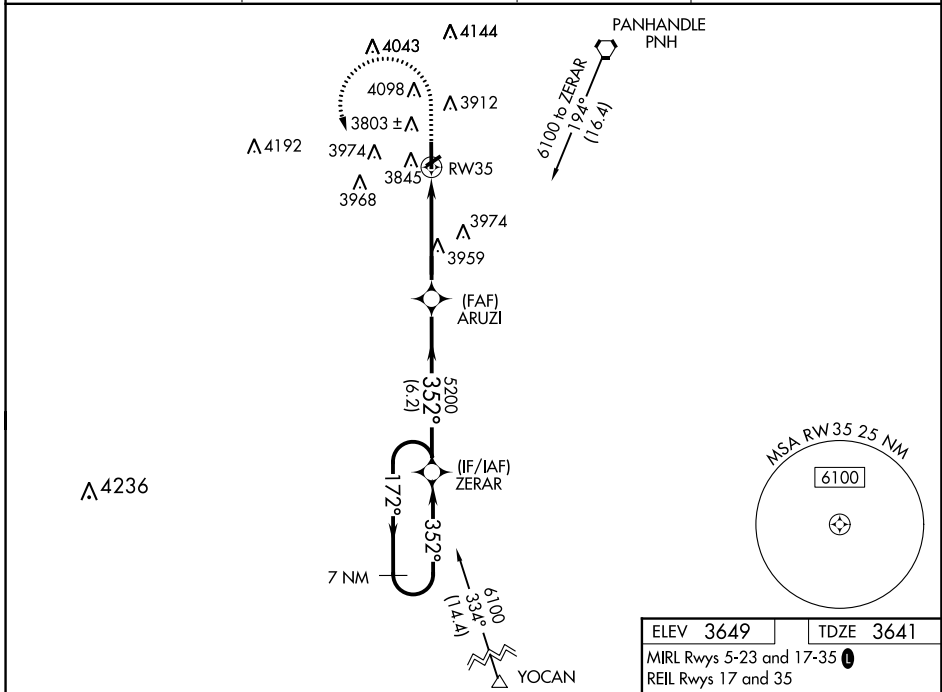 4144
4043
PANHANDLE
PNH
4098
3912
6100 to ZERAR
194°
(16.4)
3803 ±
4192
3974
3845
RW35
3968
3974
3959
(FAF)
ARUZI
5200
352°
(6.2)
MSA RW35 25 NM
6100
(IF/IAF)
ZERAR
4236
172°
352°
7 NM
6100
334°
(14.4)
YOCAN
ELEV 3649
TDZE 3641
MIRL Rwys 5-23 and 17-35 L
REIL Rwys 17 and 35